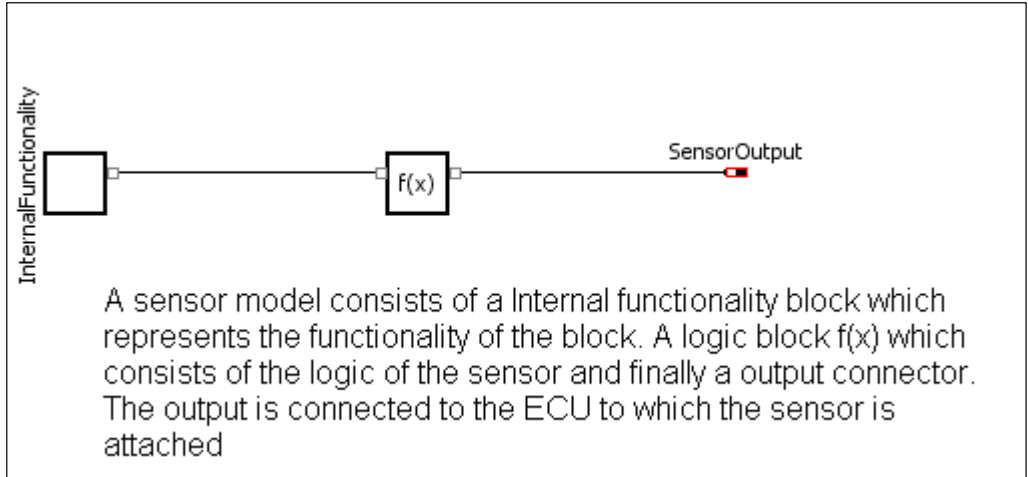 InternalFunctionality
f(x)
SensorOutput
A sensor model consists of a Internal functionality block which
represents the functionality of the block. A logic block f(x) which
consists of the logic of the sensor and finally a output connector.
The output is connected to the ECU to which the sensor is
attached